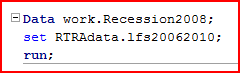 Data work.Recession2008;
set RTRAdata.lfs20062010;
run;